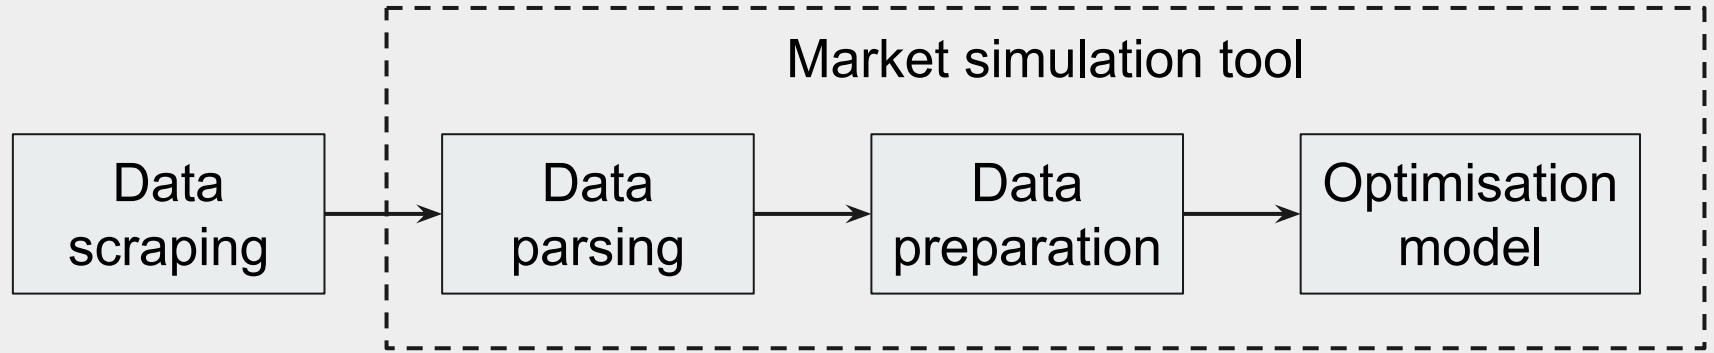 Market simulation tool
Data
scraping
Data
parsing
Data
preparation
Optimisation
model